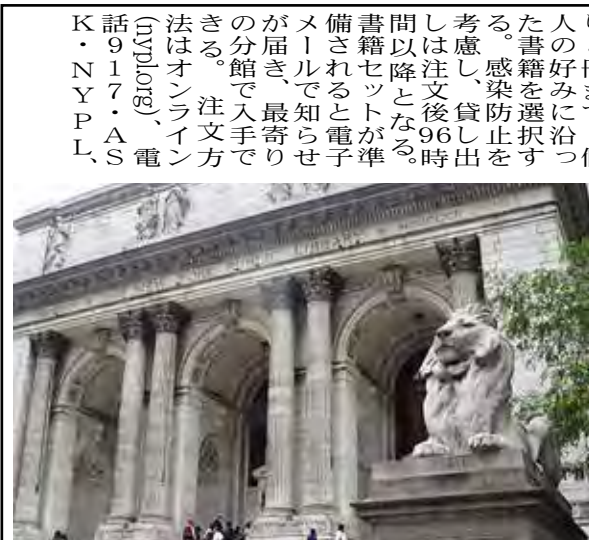 人の好みに沿っ
た書籍を選択す
る。感染防止を
考慮し、貸し出
しは注文後96時
間以降となる。
書籍セットが準
備されると電子
メールで知らせ
が届き、最寄り
の分館で入手で
きる。　注文方
法はオンライン
(nypl.org)、電
話917・AS
K・NYPL、